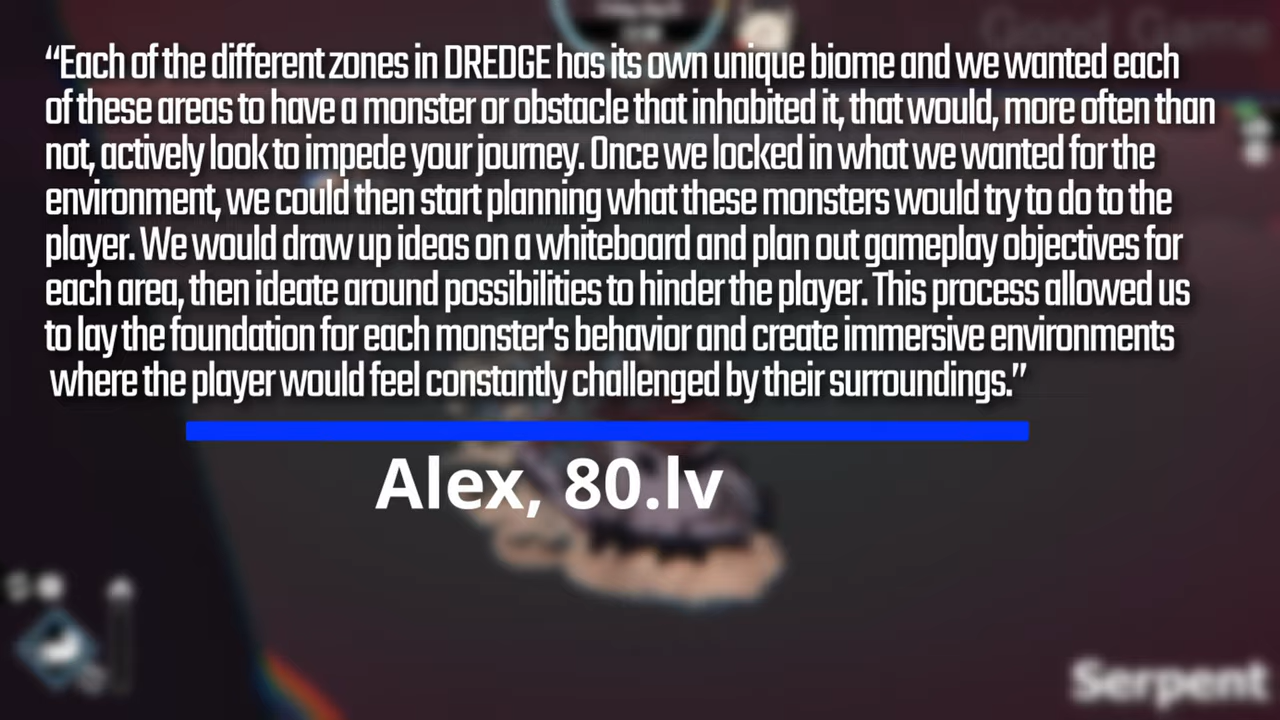 Good Game
“Each of the different zones in DREDGE has its own unique biome and we wanted each
of these areas to have a monster or obstacle that inhabited it, that would, more often than
not, actively look to impede your journey. Once we locked in what we wanted for the
environment, we could then start planning what these monsters would try to do to the
player. We would draw up ideas on a whiteboard and plan out gameplay objectives for
each area, then ideate around possibilities to hinder the player. This process allowed us
to lay the foundation for each monster's behavior and create immersive environments
where the player would feel constantly challenged by their surroundings.”
Alex, 80.lv
Serpent